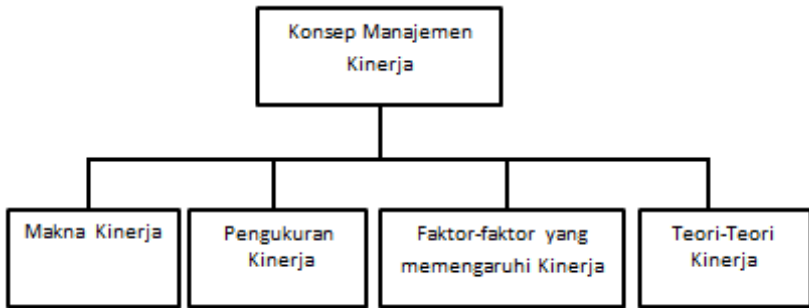 Konsep Manajemen
Kinerja
Makna Kinerja
Pengukuran
Kinerja
Faktor-faktor yang
memengaruhi Kinerja
Teori-Teori
Kinerja